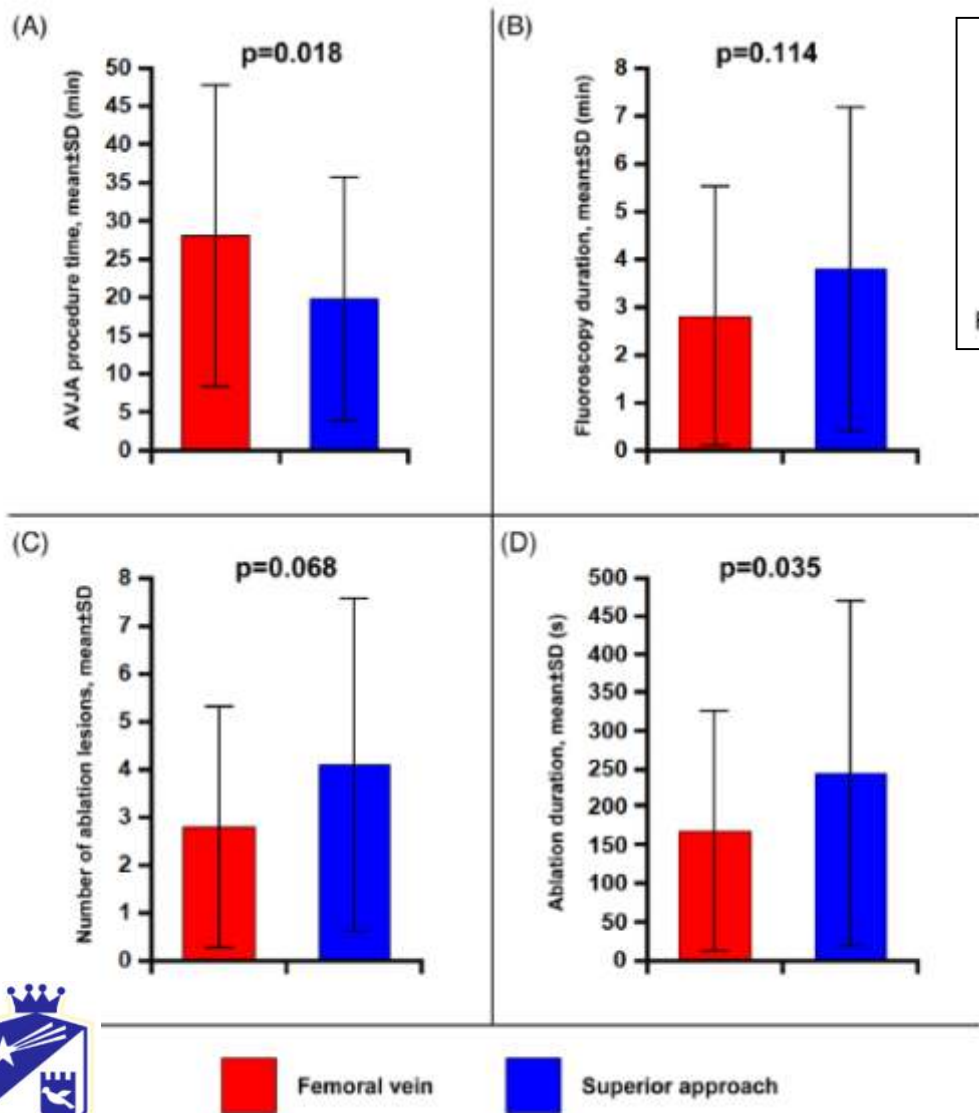 (A)
p=0.018
AVJA procedure time, mean±SD (min)
50
45
40
35
30
25
20
15
10
5
0
(B)
p=0.114
Fluoroscopy duration, mean±SD (min)
8
7
6
5
4
3
2
1
0
(C)
p=0.068
Number of ablation lesions, mean±SD
8
7
6
5
4
3
2
1
0
(D)
p=0.035
Ablation duration, mean±SD (s)
500
450
400
350
300
250
200
150
100
50
0
Femoral vein
Superior approach